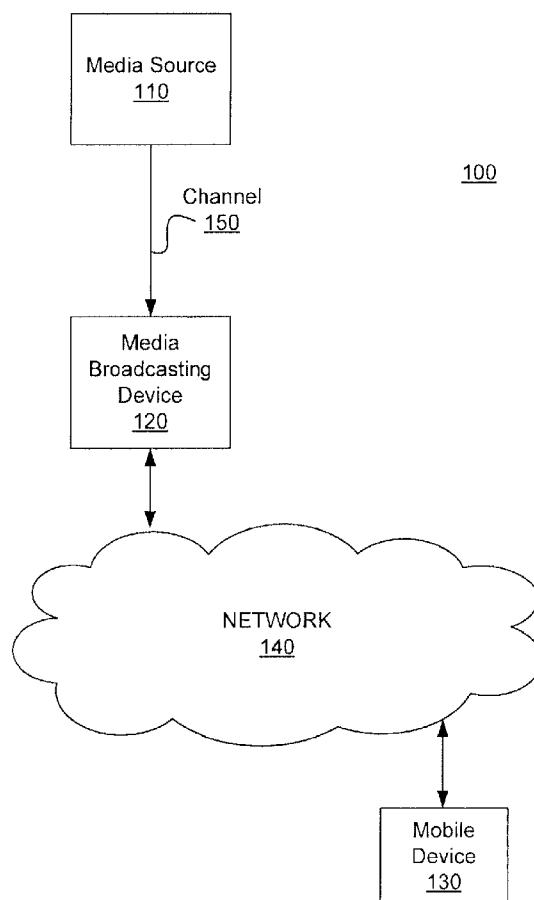 Media Source
110
100
Channel
150
Media
Broadcasting
Device
120
NETWORK
140
Mobile
Device
130